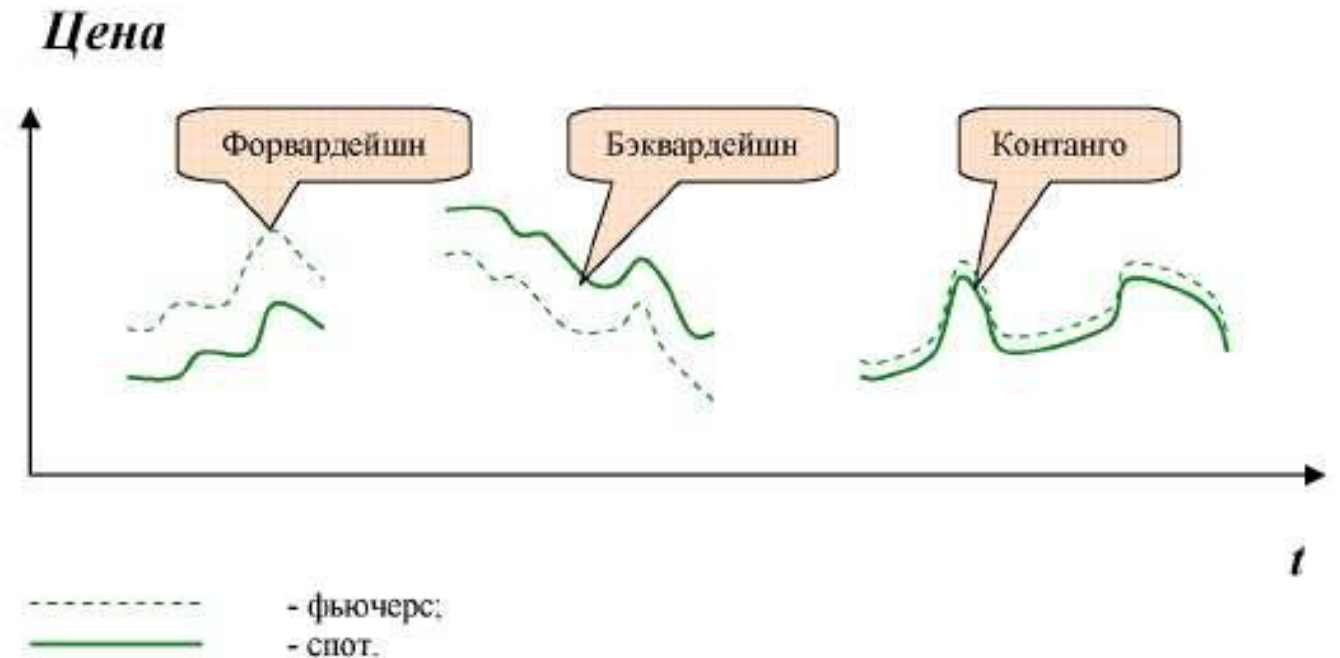 Цена
Форвардейшн
Бэквардейшн
Контанго
t
- фьючерс;
- спот.